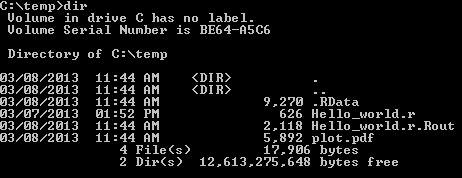 C:\temp>dir
 Volume in drive C has no label.
 Volume Serial Number is BE64-A5C6
 Directory of C:\temp
03/08/2013  11:44 AM    <DIR>          .
03/08/2013  11:44 AM    <DIR>          ..
03/08/2013  11:44 AM             9,270 .RData
03/07/2013  01:52 PM               626 Hello_world.r
03/08/2013  11:44 AM             2,118 Hello_world.r.Rout
03/08/2013  11:44 AM             5,892 plot.pdf
               4 File(s)         17,906 bytes
               2 Dir(s)  12,613,275,648 bytes free